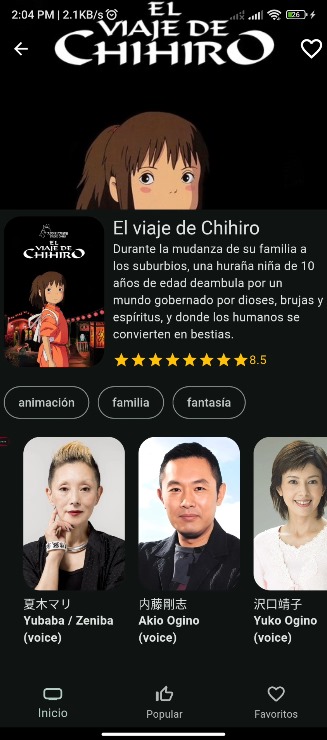 2:04 PM | 2.1KB/s
26
EL
VIAJE DE
CHIHIRO
EL
VIAJE DE
CHIHIRO
El viaje de Chihiro
Durante la mudanza de su familia a
los suburbios, una huraña niña de 10
años de edad deambula por un
mundo gobernado por dioses, brujas y
espíritus, y donde los humanos se
convierten en bestias.
8.5
animación
familia
fantasía
夏木マリ
Yubaba / Zeniba
(voice)
内藤剛志
Akio Ogino
(voice)
沢口靖子
Yuko Ogino
(voice)
Inicio
Popular
Favoritos